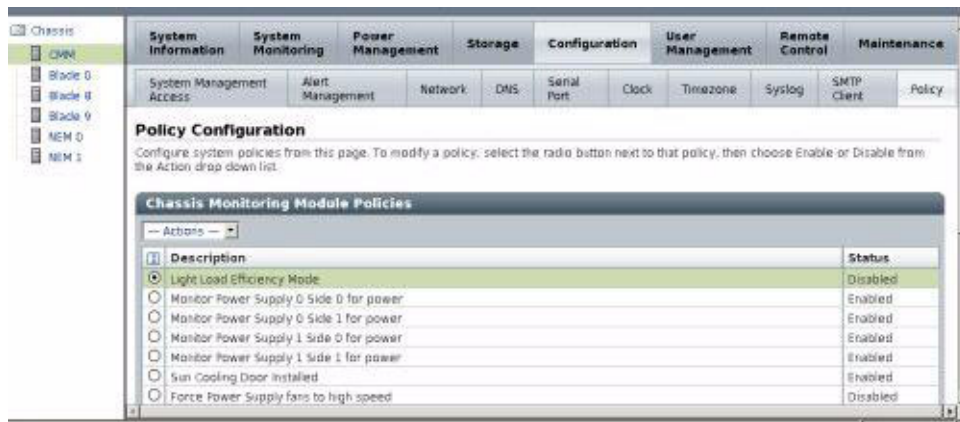 Chassis
CMM
Blade 0
Blade 8
Blade 9
NEM 0
NEM 1
System Information
System Monitoring
Power Management
Storage
Configuration
User Management
Remote Control
Maintenance
System Management Access
Alert Management
Network
DNS
Serial Port
Clock
Timezone
Syslog
SMTP Client
Policy
Policy Configuration
Configure system policies from this page. To modify a policy, select the radio button next to that policy, then choose Enable or Disable from
the Action drop down list.
Chassis Monitoring Module Policies
— Actions —
Description Status
Light Load Efficiency Mode Disabled
Monitor Power Supply 0 Side 0 for power Enabled
Monitor Power Supply 0 Side 1 for power Enabled
Monitor Power Supply 1 Side 0 for power Enabled
Monitor Power Supply 1 Side 1 for power Enabled
Sun Cooling Door Installed Enabled
Force Power Supply fans to high speed Disabled